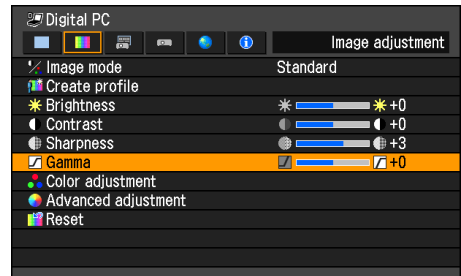 Digital PC
Image adjustment
Image mode Standard
Create profile
Brightness +0
Contrast +0
Sharpness +3
Gamma +0
Color adjustment
Advanced adjustment
Reset